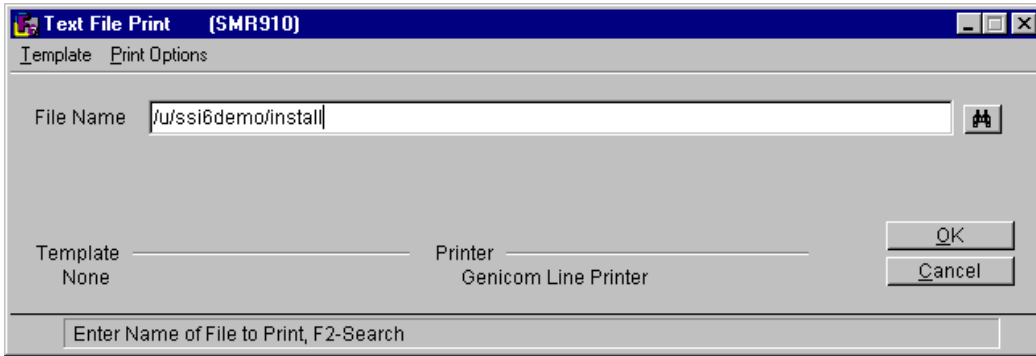 Text File Print (SMR910)
Template Print Options
File Name /u/ssi6demo/install
Template Printer
None Genicom Line Printer
OK
Cancel
Enter Name of File to Print, F2-Search